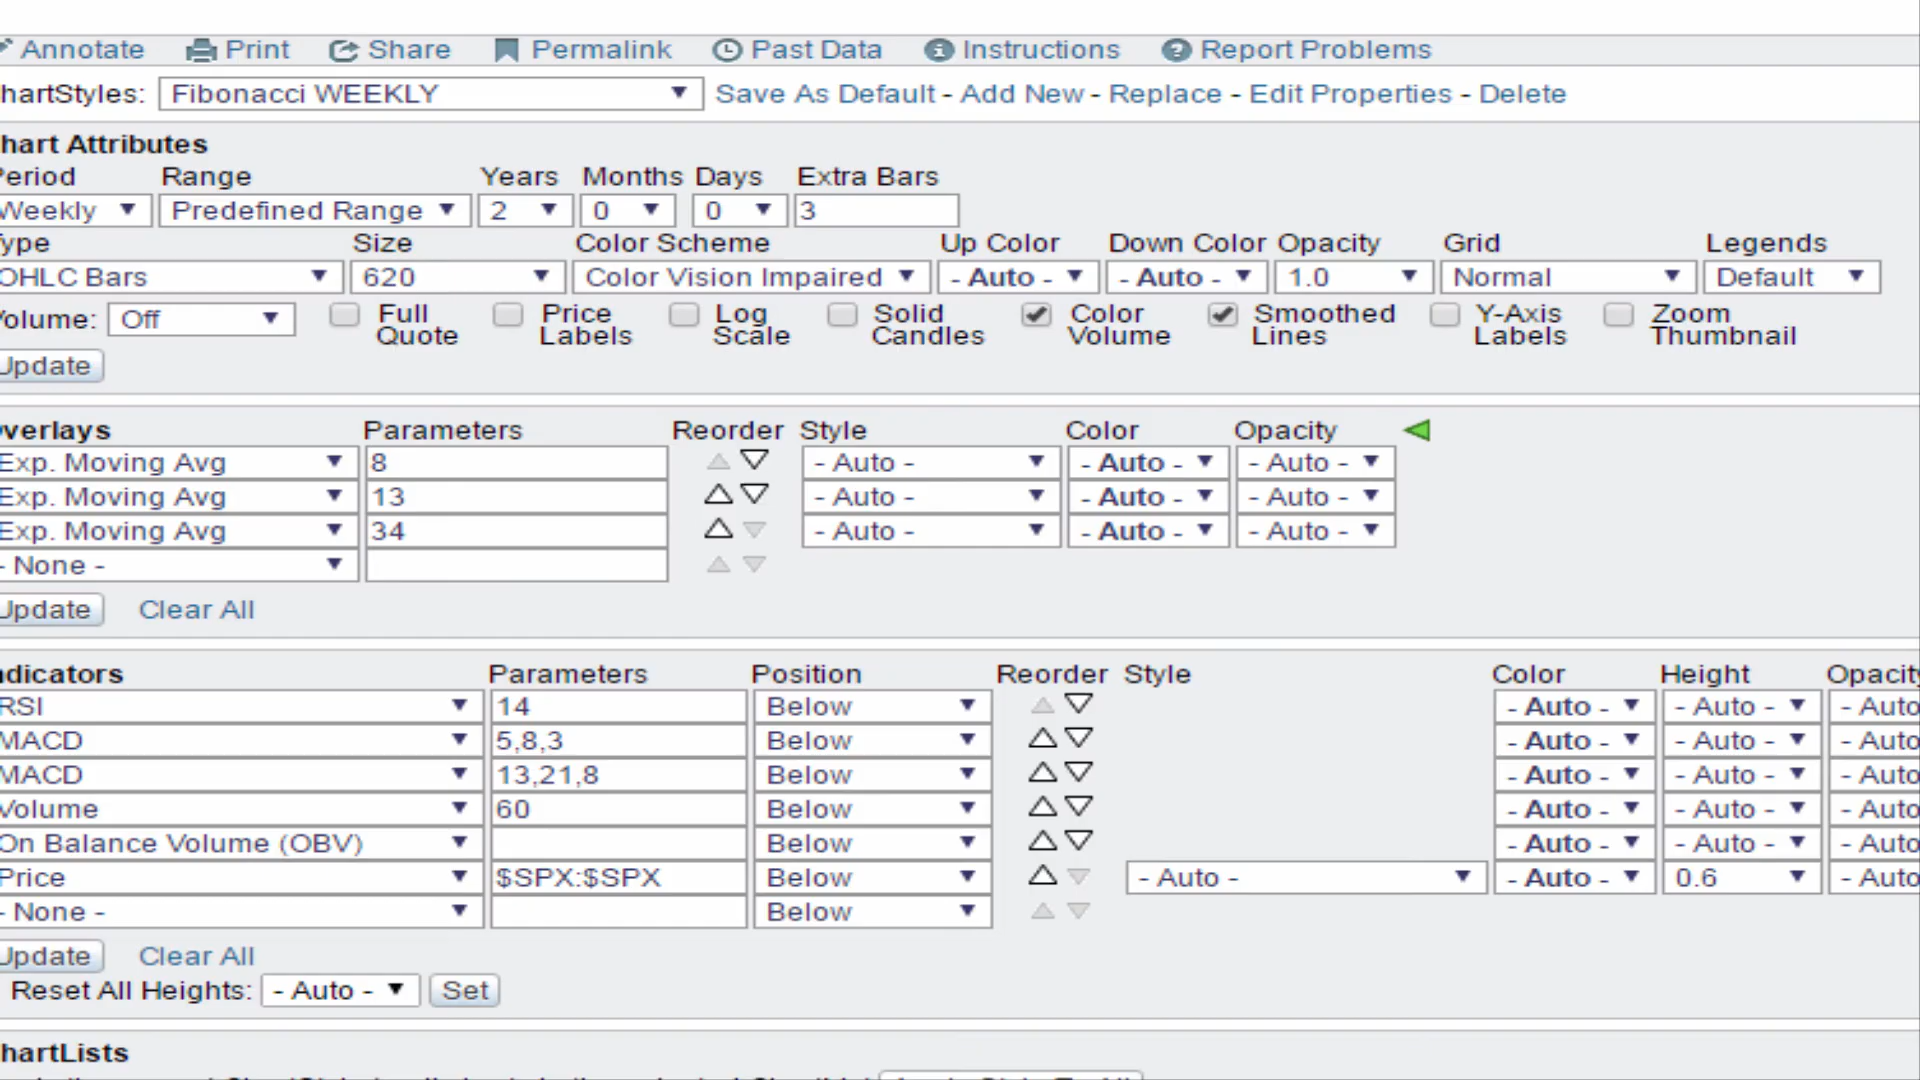 Annotate Print Share Permalink Past Data Instructions Report Problems
hartStyles: Fibonacci WEEKLY Save As Default - Add New - Replace - Edit Properties - Delete
hart Attributes
Period Range Years Months Days Extra Bars
Weekly Predefined Range 2 0 0 3
ype Size Color Scheme Up Color Down Color Opacity Grid Legends
OHLC Bars 620 Color Vision Impaired - Auto - - Auto - 1.0 Normal Default
olume: Off Full Quote Price Labels Log Scale Solid Candles Color Volume Smoothed Lines Y-Axis Labels Zoom Thumbnail
Update
verlays Parameters Reorder Style Color Opacity
Exp. Moving Avg 8 - Auto - - Auto - - Auto -
Exp. Moving Avg 13 - Auto - - Auto - - Auto -
Exp. Moving Avg 34 - Auto - - Auto - - Auto -
- None -
Update Clear All
ndicators Parameters Position Reorder Style Color Height Opacity
RSI 14 Below - Auto - - Auto - - Auto
MACD 5,8,3 Below - Auto - - Auto - - Auto
MACD 13,21,8 Below - Auto - - Auto - - Auto
Volume 60 Below - Auto - - Auto - - Auto
On Balance Volume (OBV) Below - Auto - - Auto - - Auto
Price $SPX:$SPX Below - Auto - - Auto - 0.6 - Auto
- None - Below
Update Clear All
Reset All Heights: - Auto - Set
hartLists